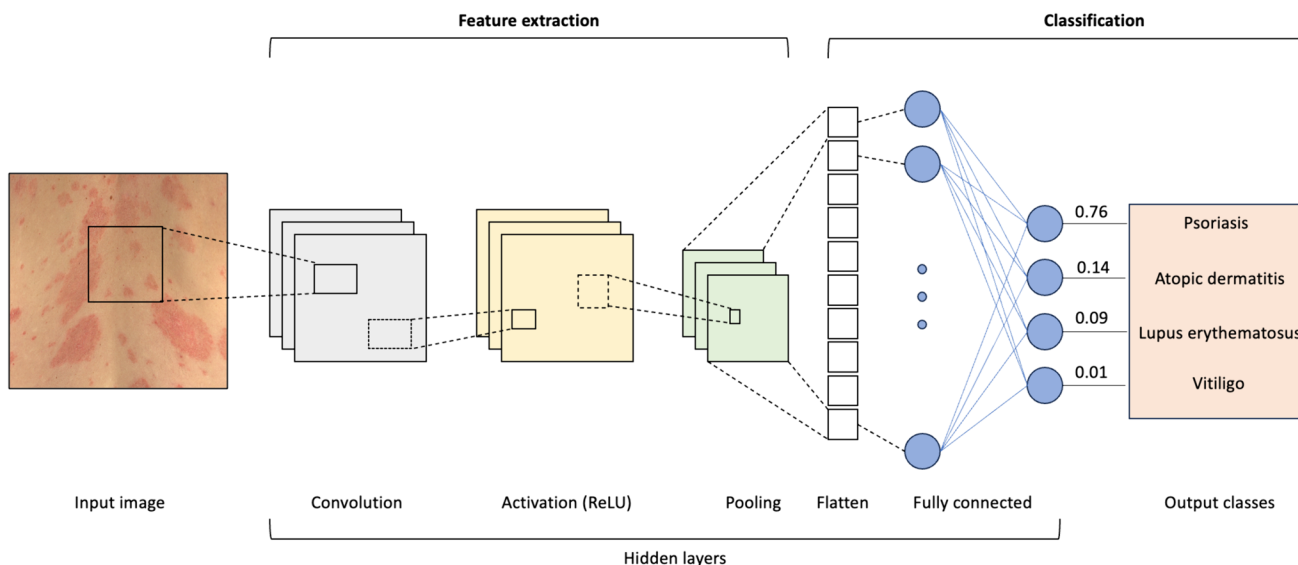 Feature extraction
Classification
0.76
Psoriasis
0.14
Atopic dermatitis
0.09
Lupus erythematosus
0.01
Vitiligo
Input image
Convolution
Activation (ReLU)
Pooling
Flatten
Fully connected
Output classes
Hidden layers